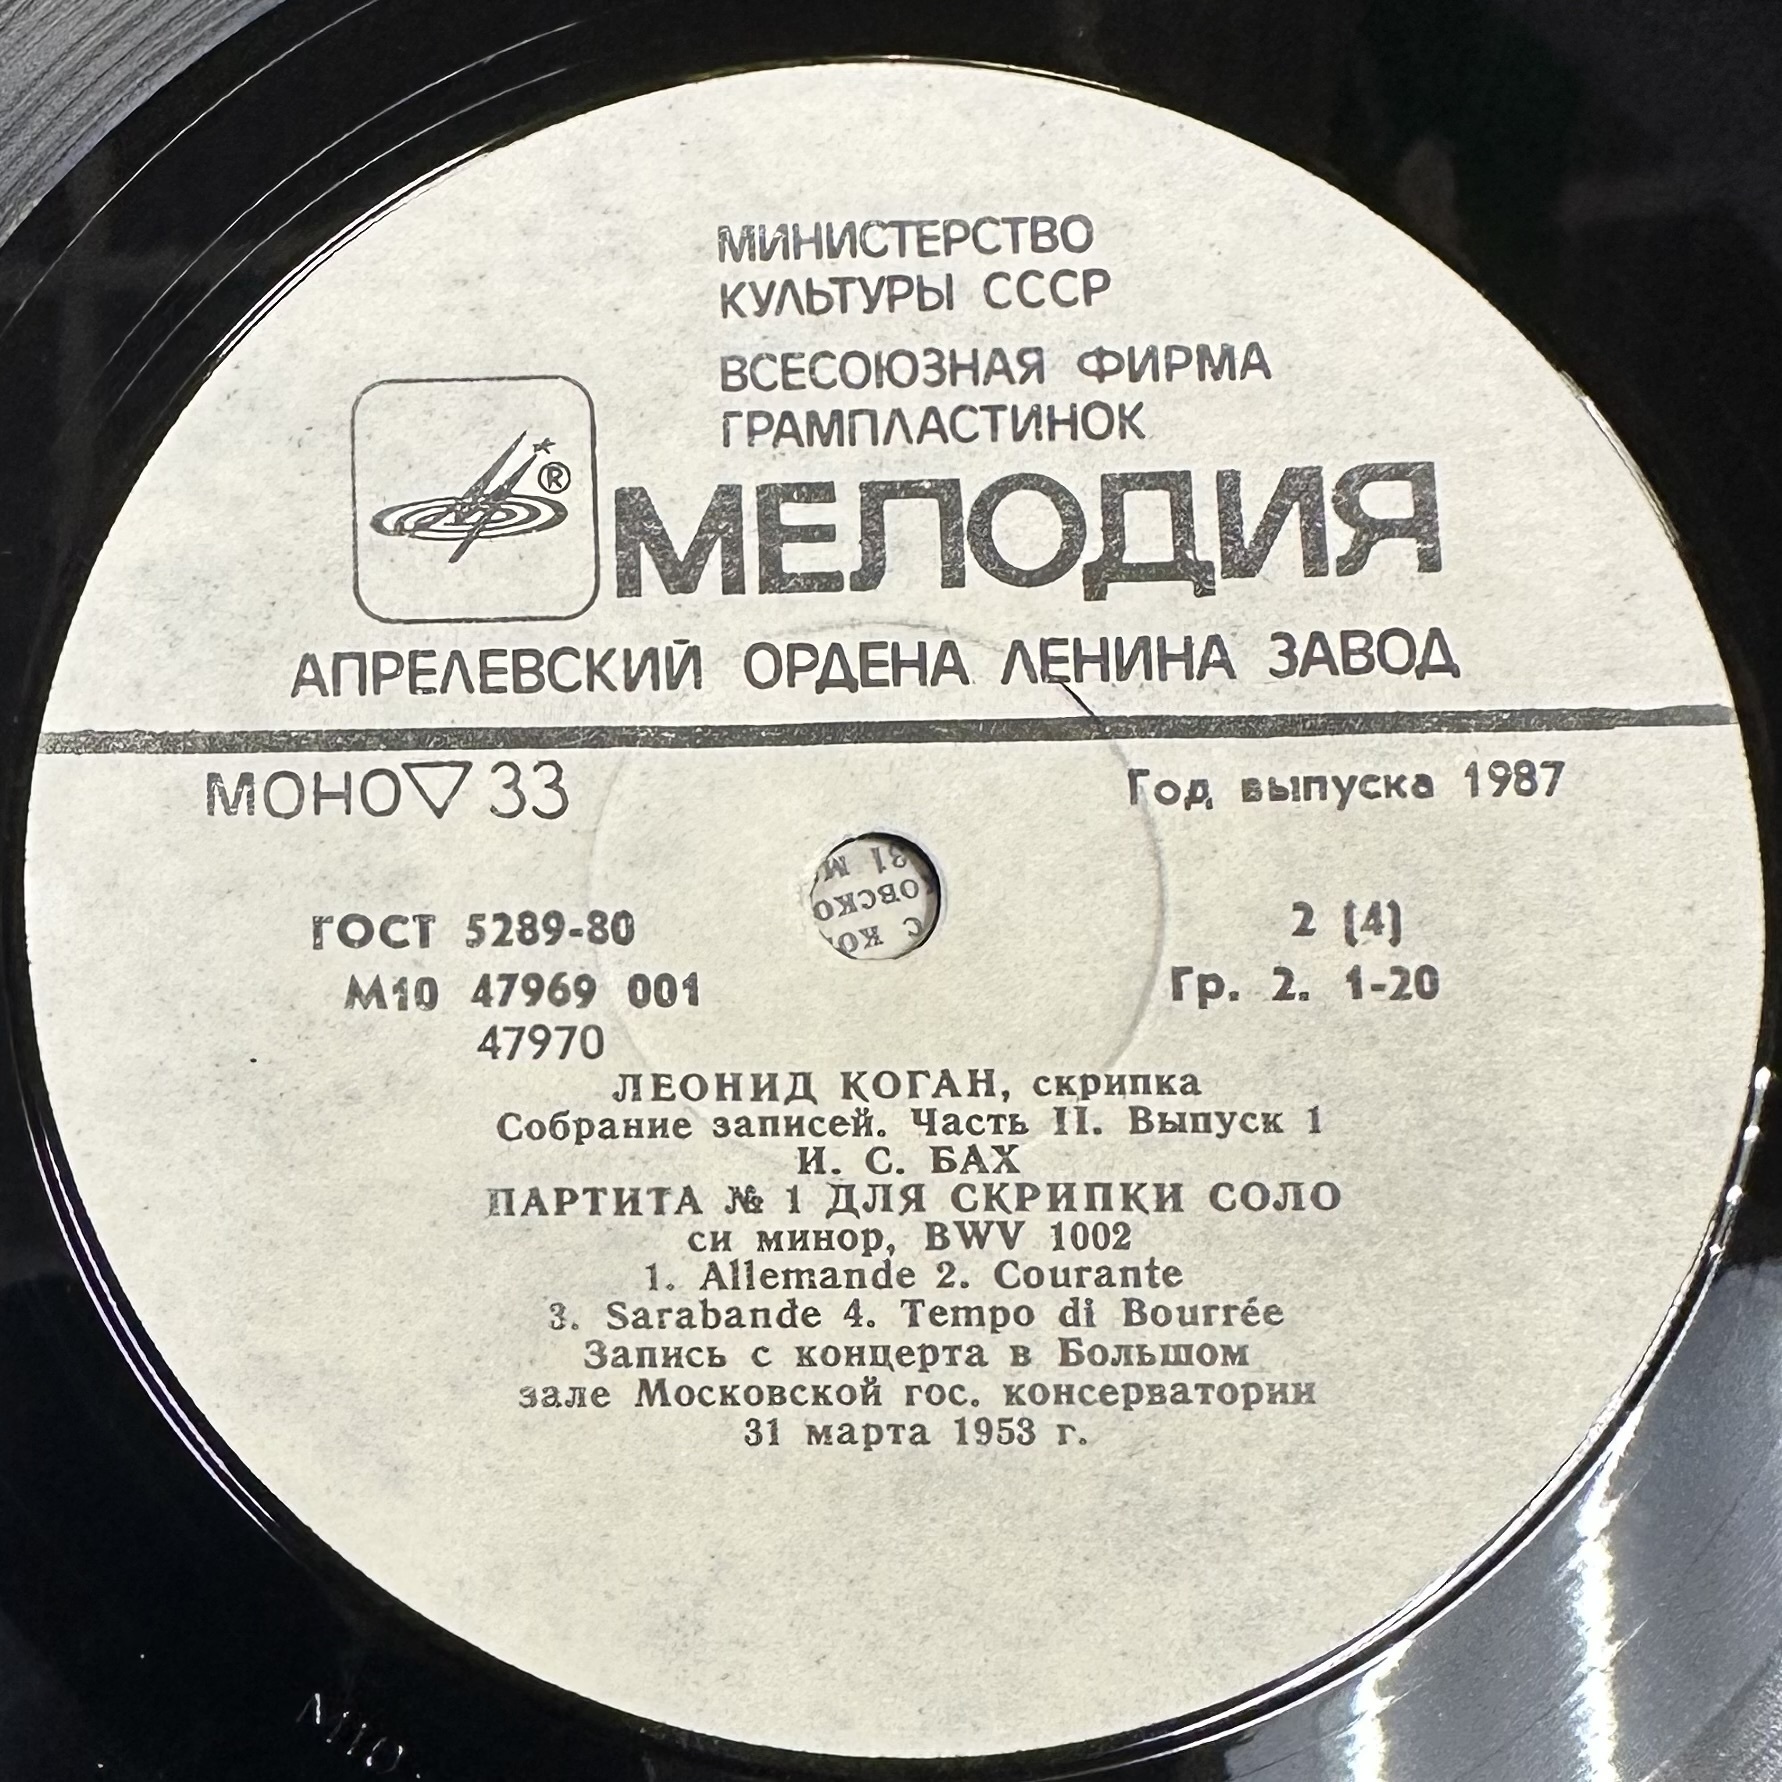 МИНИСТЕРСТВО
КУЛЬТУРЫ СССР
ВСЕСОЮЗНАЯ ФИРМА
ГРАМПЛАСТИНОК
®
МЕЛОДИЯ
АПРЕЛЕВСКИЙ ОРДЕНА ЛЕНИНА ЗАВОД
МОНО▽33
Год выпуска 1987
ГОСТ 5289-80
2 (4)
М10 47969 001
Гр. 2. 1-20
47970
ЛЕОНИД КОГАН, скрипка
Собрание записей. Часть II. Выпуск 1
И. С. БАХ
ПАРТИТА № 1 ДЛЯ СКРИПКИ СОЛО
си минор, BWV 1002
1. Allemande 2. Courante
3. Sarabande 4. Tempo di Bourrée
Запись с концерта в Большом
зале Московской гос. консерватории
31 марта 1953 г.
М10